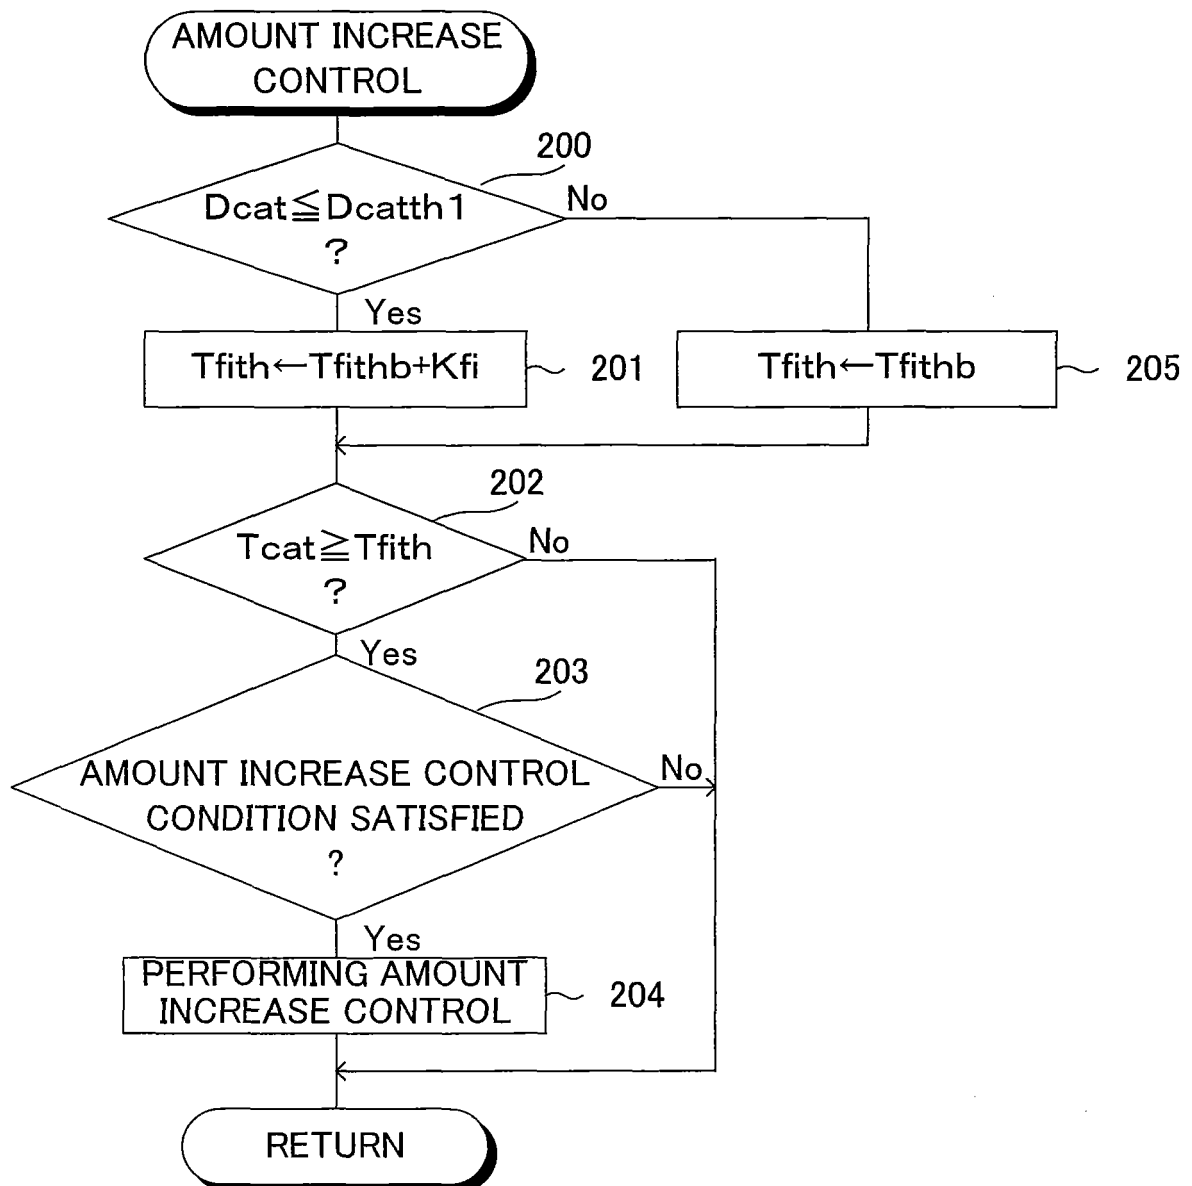 AMOUNT INCREASE
CONTROL
200
Dcat≦Dcatth1
?
No
Yes
Tfith←Tfithb+Kfi
201
Tfith←Tfithb
205
202
Tcat≧Tfith
?
No
Yes
203
AMOUNT INCREASE CONTROL
CONDITION SATISFIED
?
No
Yes
PERFORMING AMOUNT
INCREASE CONTROL
204
RETURN